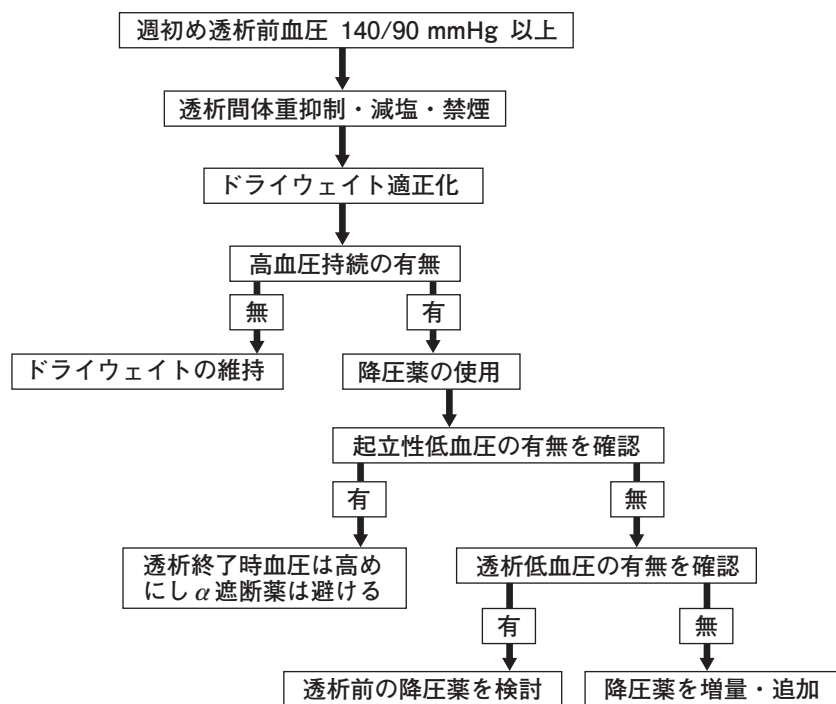 週初め透析前血圧 140/90 mmHg 以上
透析間体重抑制・減塩・禁煙
ドライウェイト適正化
高血圧持続の有無
無
有
ドライウェイトの維持
降圧薬の使用
起立性低血圧の有無を確認
有
無
透析終了時血圧は高め
にしα遮断薬は避ける
透析低血圧の有無を確認
有
無
透析前の降圧薬を検討
降圧薬を増量・追加